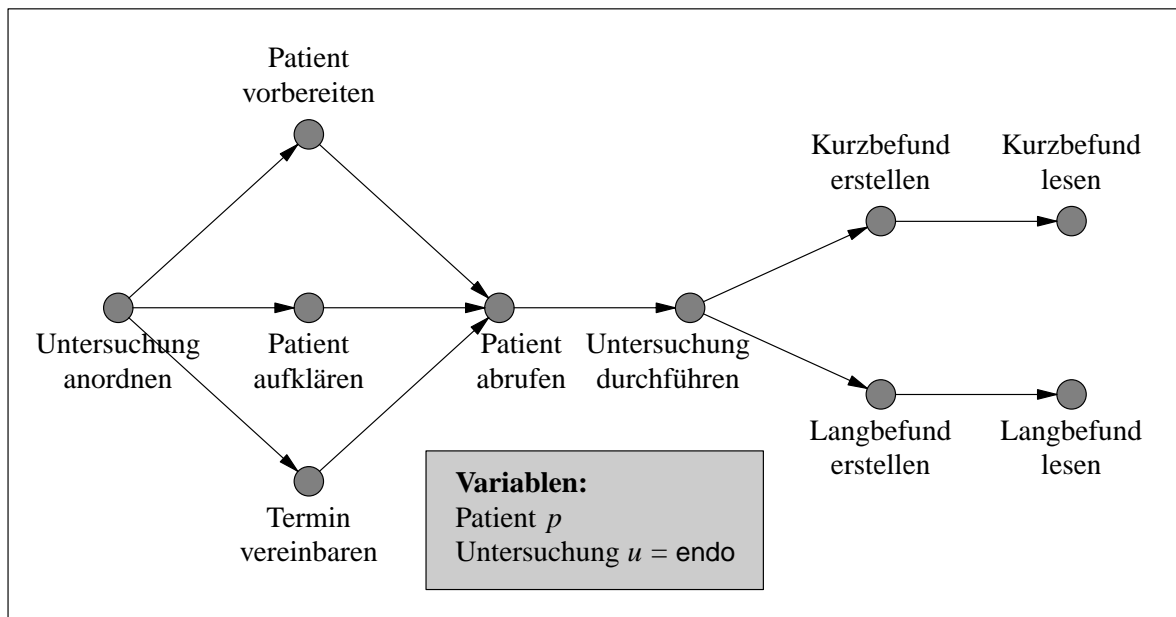 Patient
vorbereiten
Kurzbefund
erstellen
Kurzbefund
lesen
Untersuchung
anordnen
Patient
aufklären
Patient
abrufen
Untersuchung
durchführen
Langbefund
erstellen
Langbefund
lesen
Termin
vereinbaren
Variablen:
Patient p
Untersuchung u = endo